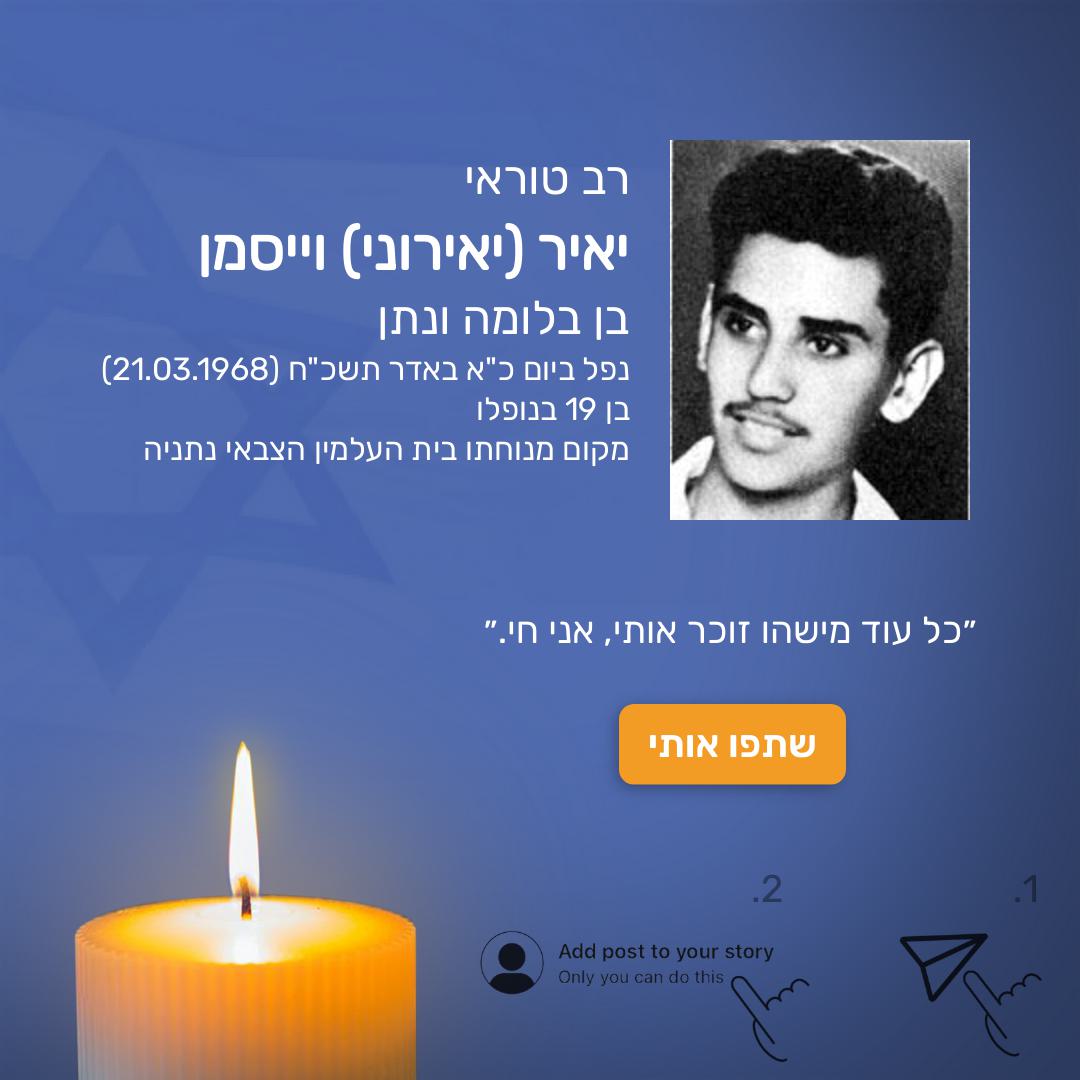 רב טוראי
יאיר (יאירוני) וייסמן
בן בלומה ונתן
נפל ביום כ"א באדר תשכ"ח (21.03.1968)
בן 19 בנופלו
מקום מנוחתו בית העלמין הצבאי נתניה
״כל עוד מישהו זוכר אותי, אני חי.״
שתפו אותי
1.
2.
Add post to your story
Only you can do this